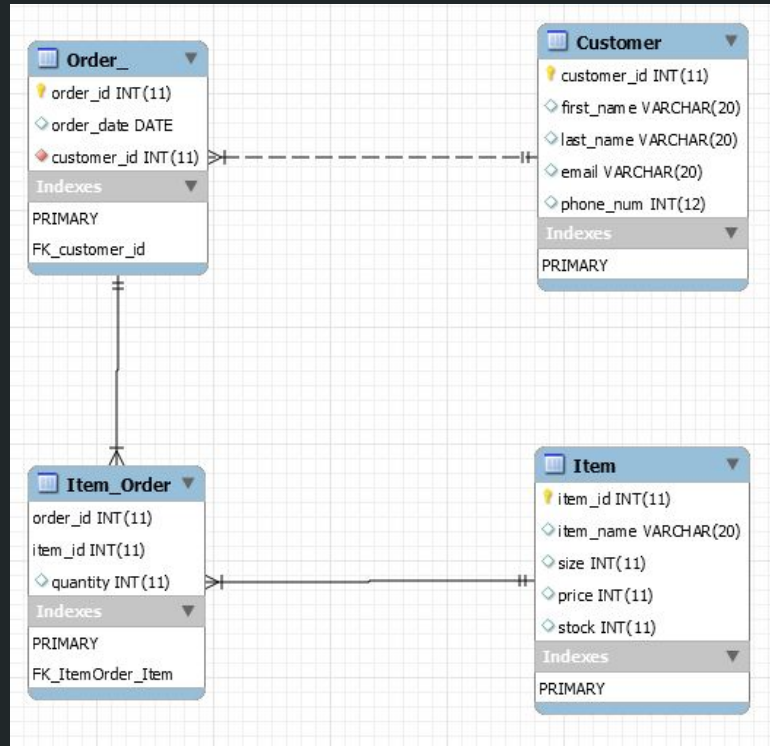 Order_
order_id INT(11)
order_date DATE
customer_id INT(11)
Indexes
PRIMARY
FK_customer_id
Customer
customer_id INT(11)
first_name VARCHAR(20)
last_name VARCHAR(20)
email VARCHAR(20)
phone_num INT(12)
Indexes
PRIMARY
Item_Order
order_id INT(11)
item_id INT(11)
quantity INT(11)
Indexes
PRIMARY
FK_ItemOrder_Item
Item
item_id INT(11)
item_name VARCHAR(20)
size INT(11)
price INT(11)
stock INT(11)
Indexes
PRIMARY